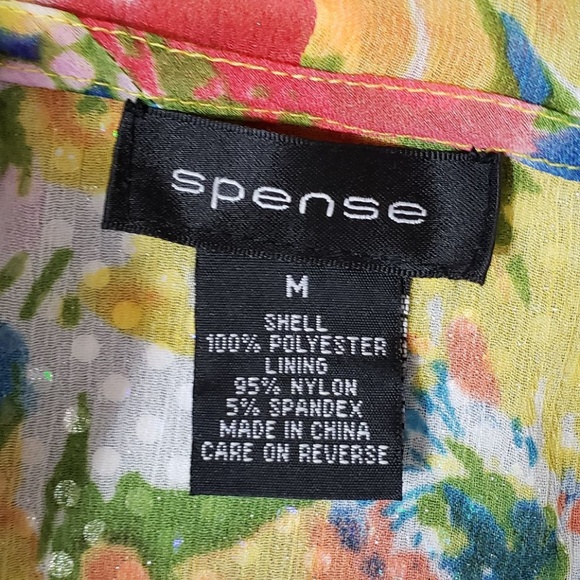 spense
M
SHELL
100% POLYESTER
LINING
95% NYLON
5% SPANDEX
MADE IN CHINA
CARE ON REVERSE